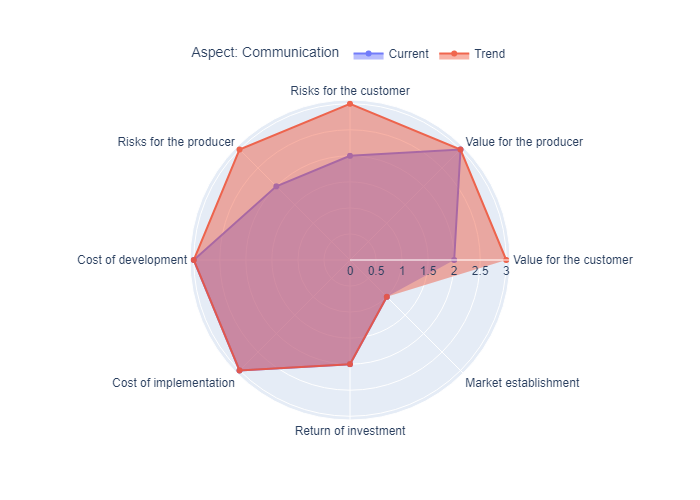 Aspect: Communication Current Trend
Risks for the customer
Risks for the producer Value for the producer
Cost of development Value for the customer
0 0.5 1 1.5 2 2.5 3
Cost of implementation Market establishment
Return of investment